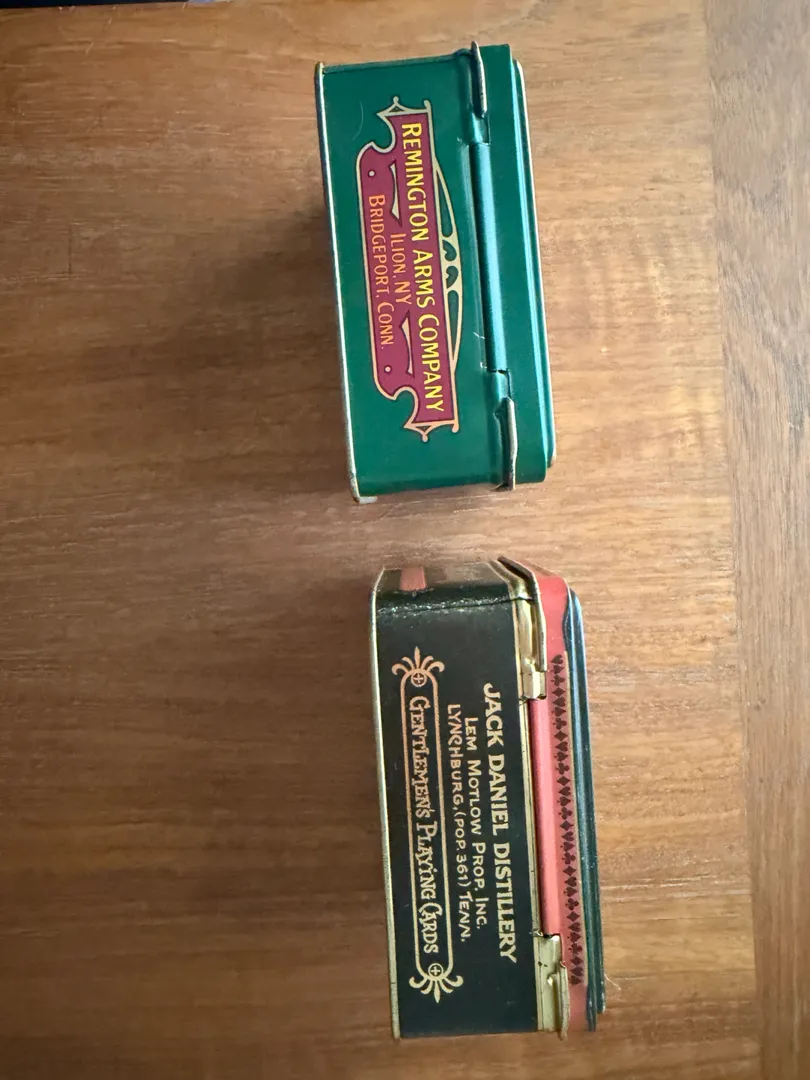 REMINGTON ARMS COMPANY
ILION, NY
BRIDGEPORT, CONN.
JACK DANIEL DISTILLERY
LEM MOTLOW PROP. INC.
LYNCHBURG, (POP. 361) TENN.
GENTLEMEN'S PLAYING CARDS